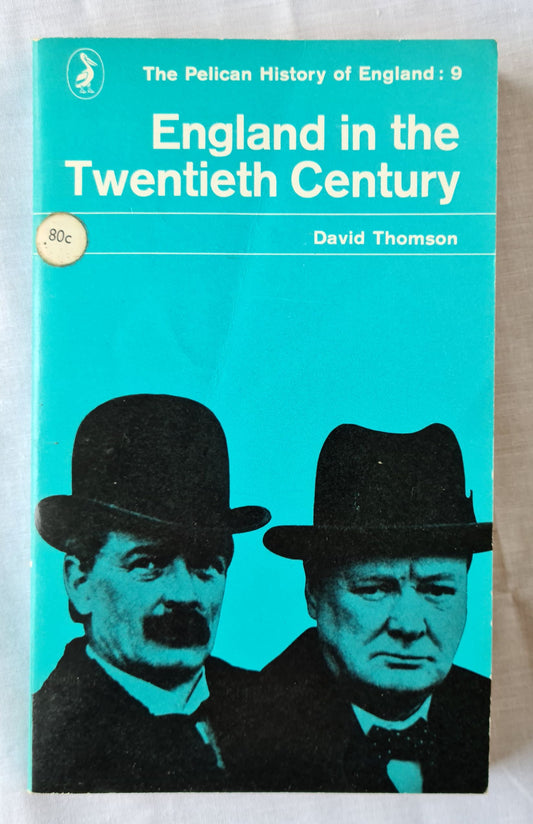 The Pelican History of England: 9
England in the
Twentieth Century
David Thomson
80c